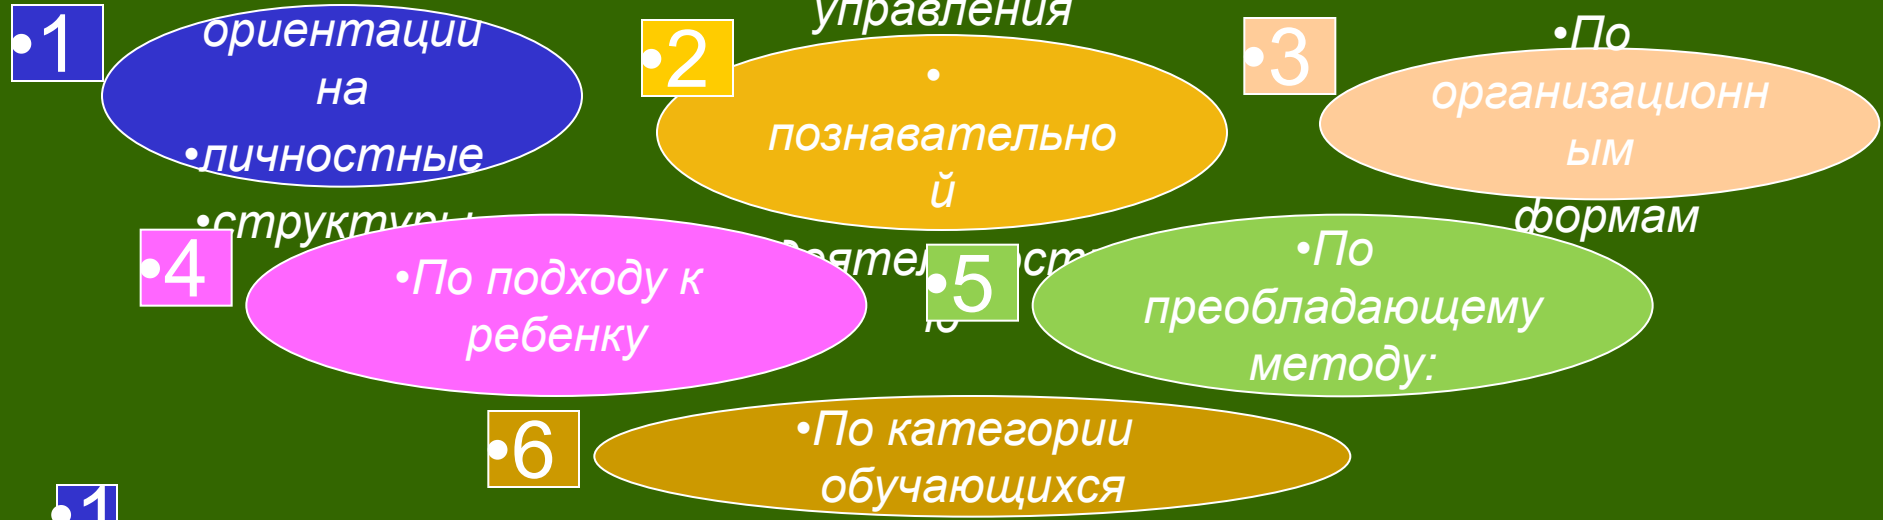 •1
ориентации
на
•личностные
•структуры
•2
управления
•
познавательно
й
•3
•По
организационн
ым
формам
•4
•По подходу к
ребенку
•5
•По
преобладающему
методу:
•6
•По категории
обучающихся
•1